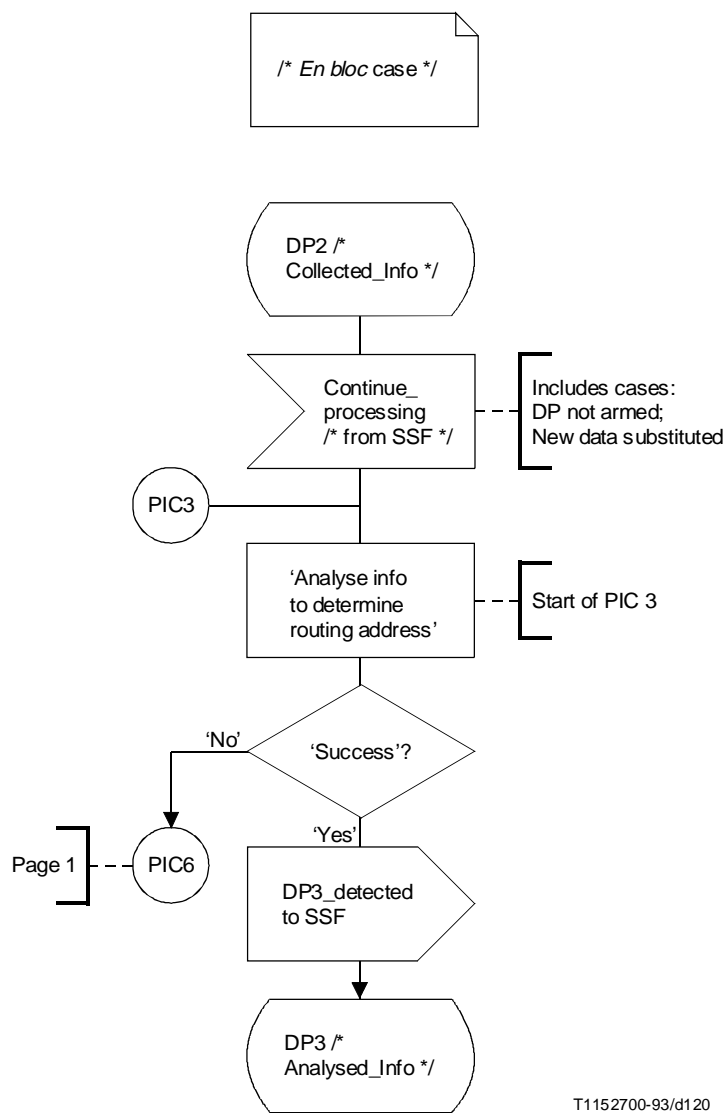 /* En bloc case */
DP2 /*
Collected_Info */
Continue_
processing
/* from SSF */
Includes cases:
DP not armed;
New data substituted
PIC3
‘Analyse info
to determine
routing address’
Start of PIC 3
‘No’
‘Success’?
‘Yes’
Page 1
PIC6
DP3_detected
to SSF
DP3 /*
Analysed_Info */
T1152700-93/d120